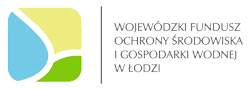 WOJEWÓDZKI FUNDUSZ
OCHRONY ŚRODOWISKA
I GOSPODARKI WODNEJ
W ŁODZI